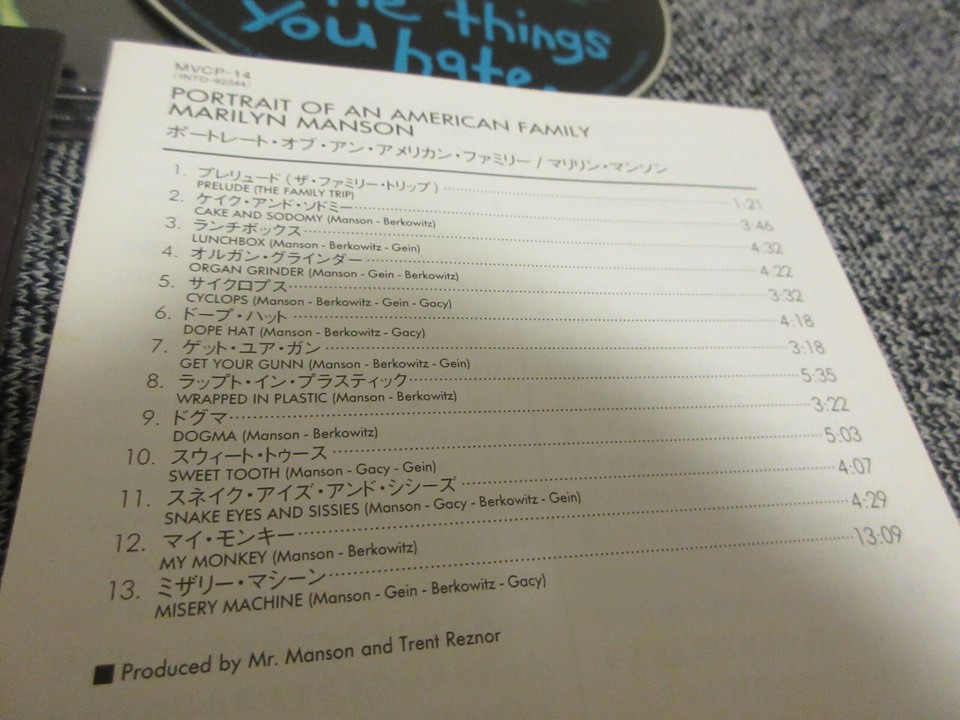 the things
you hate.
MVCP-14
(INTD-92344)
PORTRAIT OF AN AMERICAN FAMILY
MARILYN MANSON
ポートレート・オブ・アン・アメリカン・ファミリー / マリリン・マンソン
1. プレリュード (ザ・ファミリー・トリップ) 1:21
PRELUDE (THE FAMILY TRIP)
2. ケイク・アンド・ソドミー 3:46
CAKE AND SODOMY (Manson - Berkowitz)
3. ランチボックス 4:32
LUNCHBOX (Manson - Berkowitz - Gein)
4. オルガン・グラインダー 4:22
ORGAN GRINDER (Manson - Gein - Berkowitz)
5. サイクロプス 3:32
CYCLOPS (Manson - Berkowitz - Gein - Gacy)
6. ドープ・ハット 4:18
DOPE HAT (Manson - Berkowitz - Gacy)
7. ゲット・ユア・ガン 3:18
GET YOUR GUNN (Manson - Berkowitz - Gein)
8. ラップト・イン・プラスティック 5:35
WRAPPED IN PLASTIC (Manson - Berkowitz)
9. ドグマ 3:22
DOGMA (Manson - Berkowitz)
10. スウィート・トゥース 5:03
SWEET TOOTH (Manson - Gacy - Gein)
11. スネイク・アイズ・アンド・シシーズ 4:07
SNAKE EYES AND SISSIES (Manson - Gacy - Berkowitz - Gein)
12. マイ・モンキー 4:29
MY MONKEY (Manson - Berkowitz)
13. ミザリー・マシーン 13:09
MISERY MACHINE (Manson - Gein - Berkowitz - Gacy)
■ Produced by Mr. Manson and Trent Reznor